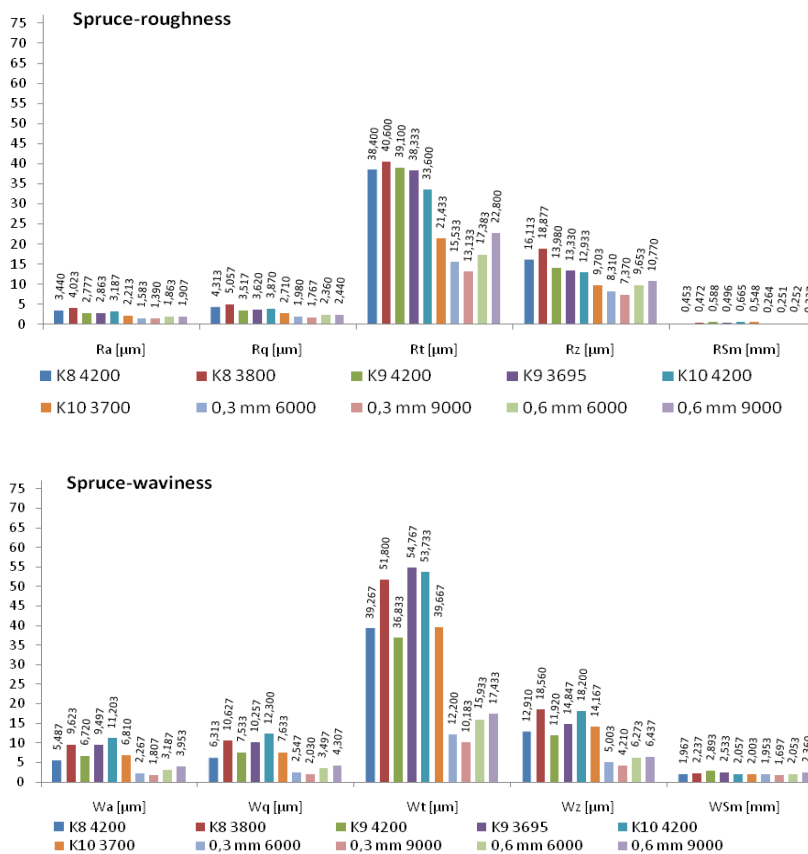 Spruce-roughness
75
70
65
60
55
50
45
40
35
30
25
20
15
10
5
0
3,440 4,023 2,777 2,863 3,187 2,213 1,583 1,390 1,863 1,907
4,313 5,057 3,517 3,620 3,870 2,710 1,980 1,767 2,360 2,440
38,400 40,600 39,100 38,333 33,600 21,433 15,533 13,133 17,383 22,800
16,113 18,877 13,980 13,330 12,933 9,703 8,310 7,370 9,653 10,770
0,453 0,472 0,588 0,496 0,665 0,548 0,264 0,251 0,252
Ra [µm] Rq [µm] Rt [µm] Rz [µm] RSm [mm]
K8 4200 K8 3800 K9 4200 K9 3695 K10 4200
K10 3700 0,3 mm 6000 0,3 mm 9000 0,6 mm 6000 0,6 mm 9000
Spruce-waviness
75
70
65
60
55
50
45
40
35
30
25
20
15
10
5
0
5,487 9,623 6,720 9,497 11,203 6,810 2,267 1,807 3,187 3,953
6,313 10,627 7,533 10,257 12,300 7,633 2,547 2,030 3,497 4,307
39,267 51,800 36,833 54,767 53,733 39,667 12,200 10,183 15,933 17,433
12,910 18,560 11,920 14,847 18,200 14,167 5,003 4,210 6,273 6,437
1,967 2,237 2,893 2,533 2,057 2,003 1,953 1,697 2,053 2,360
Wa [µm] Wq [µm] Wt [µm] Wz [µm] WSm [mm]
K8 4200 K8 3800 K9 4200 K9 3695 K10 4200
K10 3700 0,3 mm 6000 0,3 mm 9000 0,6 mm 6000 0,6 mm 9000